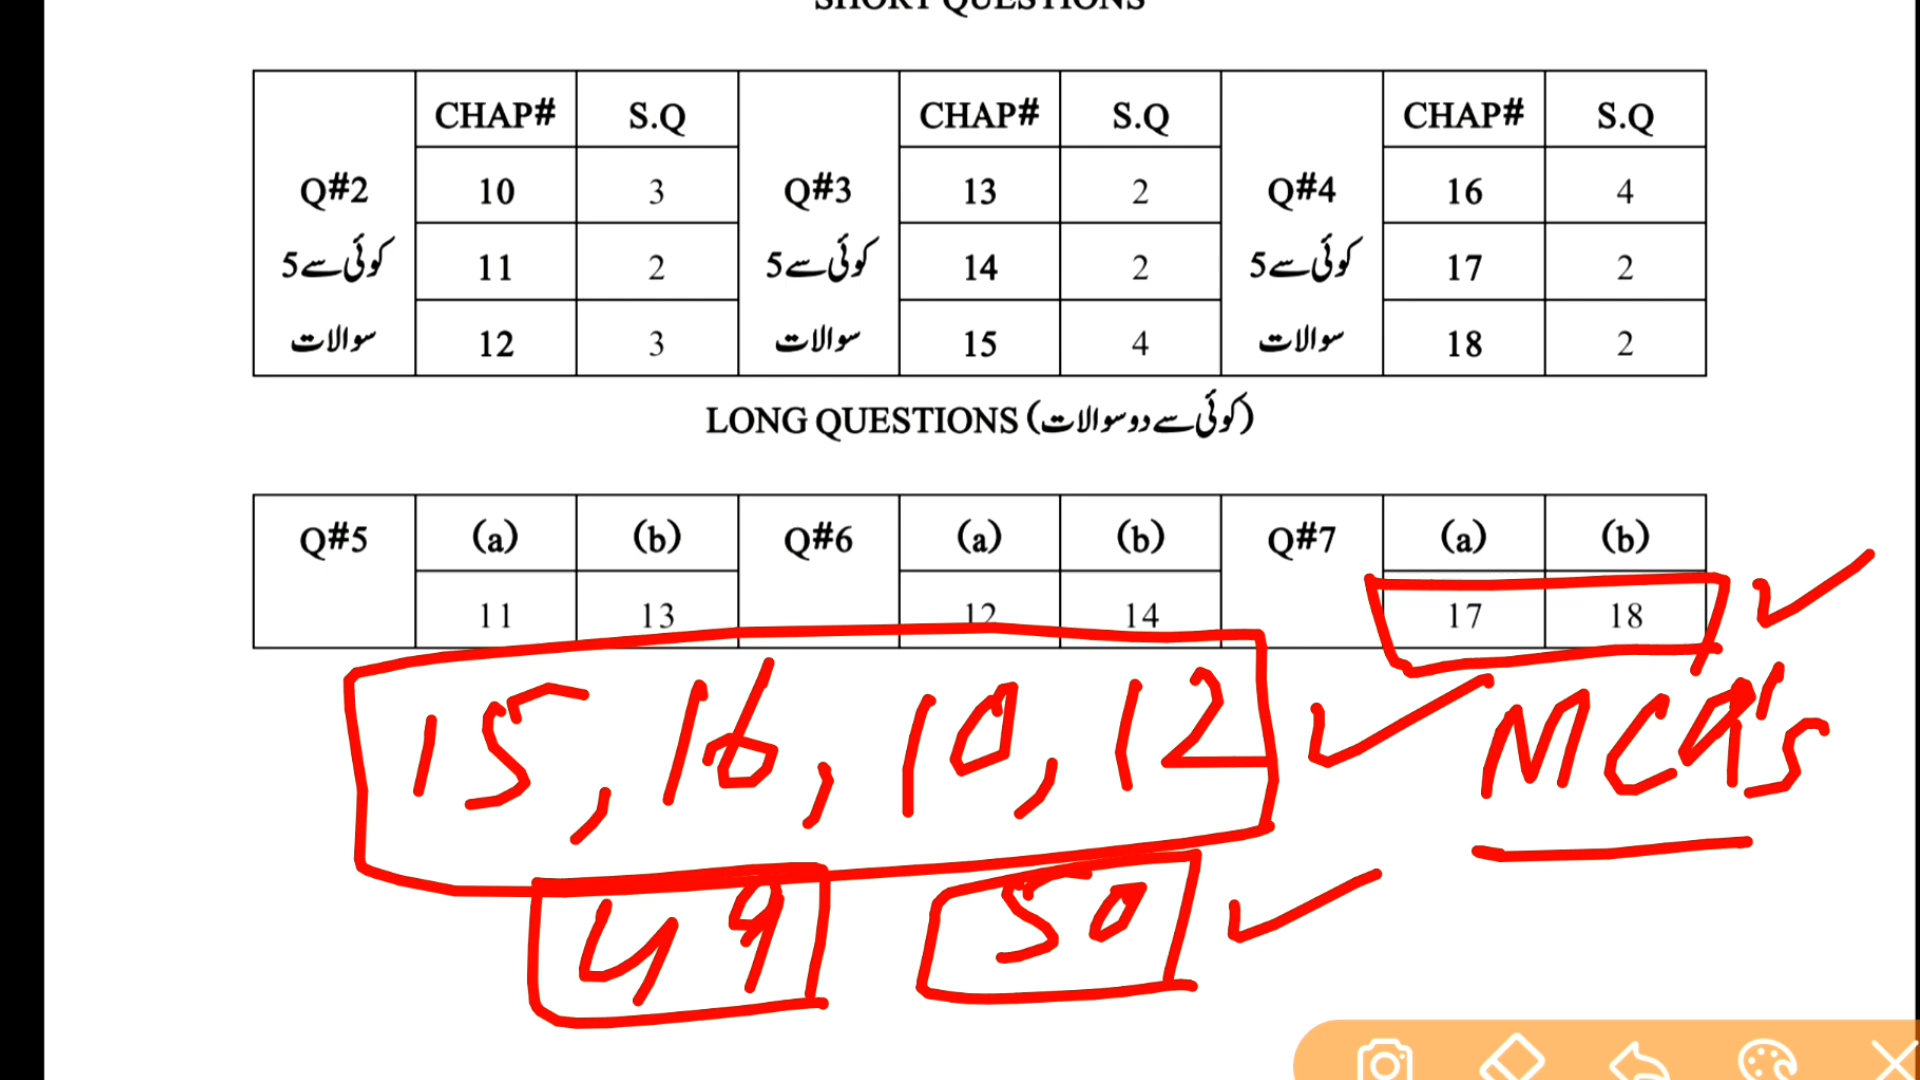 SHORT QUESTIONS
CHAP# S.Q CHAP# S.Q CHAP# S.Q
Q#2 10 3 Q#3 13 2 Q#4 16 4
کوئی سے 5 11 2 کوئی سے 5 14 2 کوئی سے 5 17 2
سوالات 12 3 سوالات 15 4 سوالات 18 2
LONG QUESTIONS (کوئی سے دو سوالات)
Q#5 (a) (b) Q#6 (a) (b) Q#7 (a) (b)
11 13 12 14 17 18
15, 16, 10, 12 MCQ's
49 50